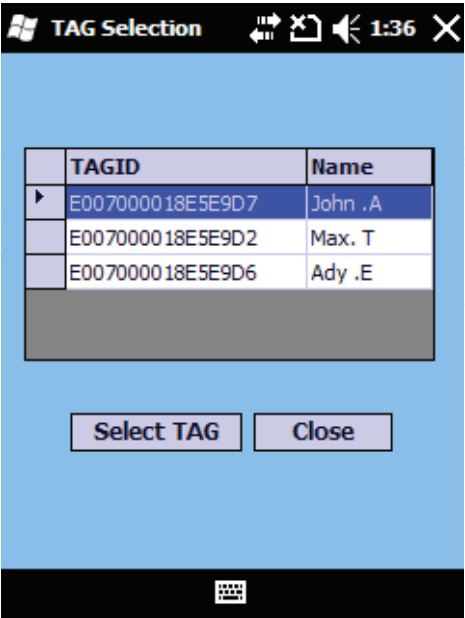 TAG Selection 1:36
TAGID Name
E007000018E5E9D7 John .A
E007000018E5E9D2 Max. T
E007000018E5E9D6 Ady .E
Select TAG Close